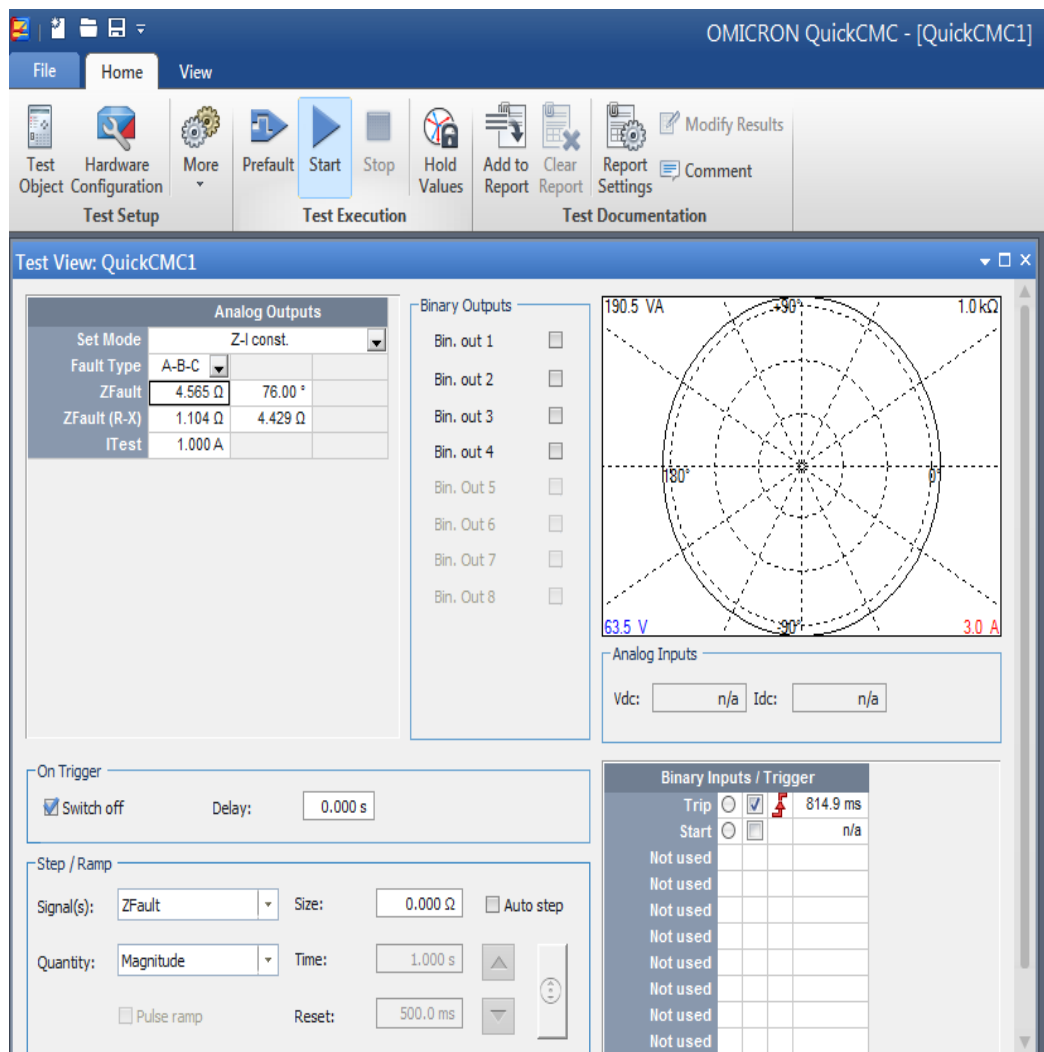 OMICRON QuickCMC - [QuickCMC1]
File Home View
Test Object
Hardware Configuration
More
Prefault
Start
Stop
Hold Values
Add to Report
Clear Report
Report Settings
Modify Results
Comment
Test Setup
Test Execution
Test Documentation
Test View: QuickCMC1
Analog Outputs
Set Mode Z-I const.
Fault Type A-B-C
ZFault 4.565 Ω 76.00 °
ZFault (R-X) 1.104 Ω 4.429 Ω
ITest 1.000 A
Binary Outputs
Bin. out 1
Bin. out 2
Bin. out 3
Bin. out 4
Bin. Out 5
Bin. Out 6
Bin. Out 7
Bin. Out 8
190.5 VA +90° 1.0 kΩ
180° 0°
63.5 V -90° 3.0 A
Analog Inputs
Vdc: n/a Idc: n/a
On Trigger
Switch off Delay: 0.000 s
Step / Ramp
Signal(s): ZFault Size: 0.000 Ω Auto step
Quantity: Magnitude Time: 1.000 s
Pulse ramp Reset: 500.0 ms
Binary Inputs / Trigger
Trip 814.9 ms
Start n/a
Not used
Not used
Not used
Not used
Not used
Not used
Not used
Not used